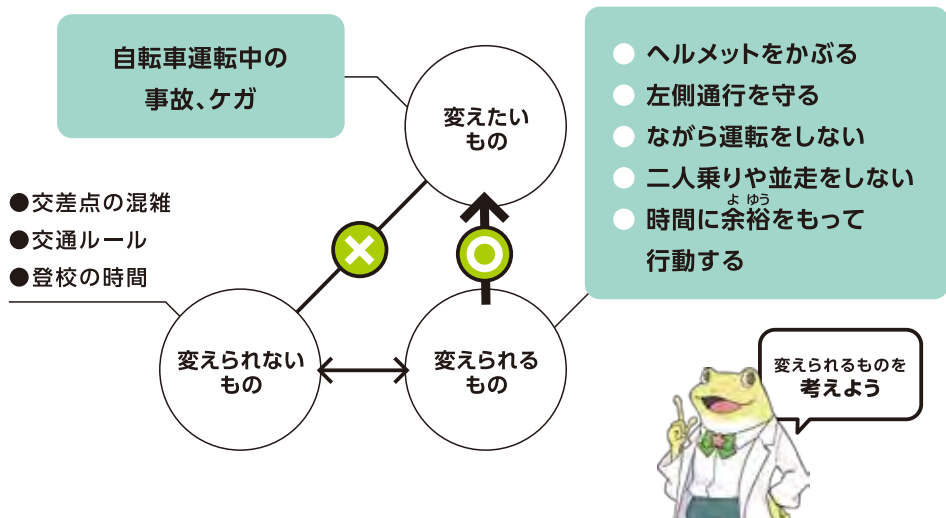 自転車運転中の
事故、ケガ
変えたい
もの
●交差点の混雑
●交通ルール
●登校の時間
変えられない
もの
変えられる
もの
ヘルメットをかぶる
左側通行を守る
ながら運転をしない
二人乗りや並走をしない
よゆう
時間に余裕をもって
行動する
変えられるものを
考えよう